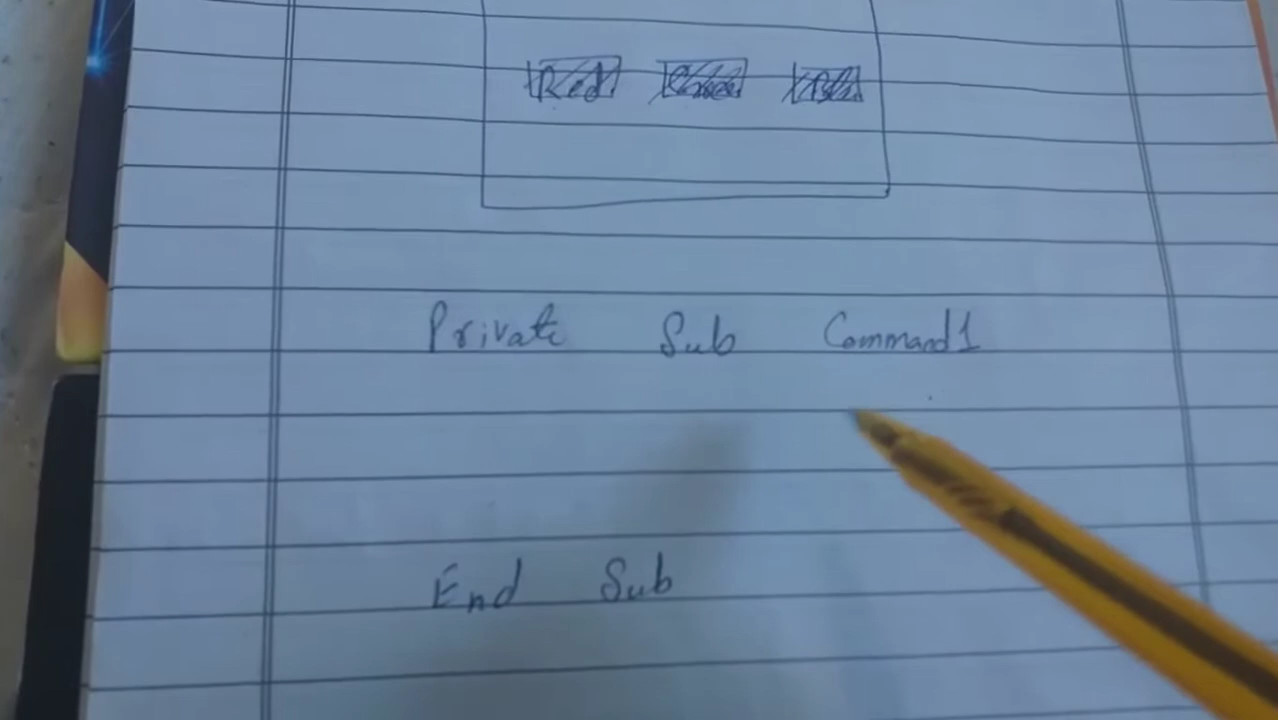 Red
Private Sub Command1
End Sub